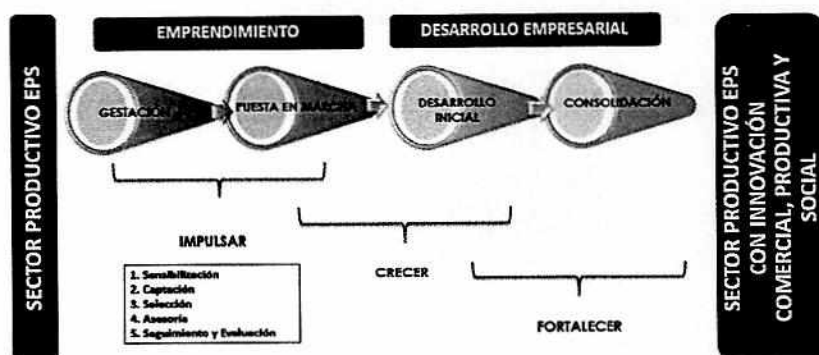 SECTOR PRODUCTIVO EPS
EMPRENDIMIENTO
DESARROLLO EMPRESARIAL
GESTACIÓN
PUESTA EN MARCHA
DESARROLLO
INICIAL
CONSOLIDACIÓN
IMPULSAR
1. Sensibilización
2. Captación
3. Selección
4. Asesoría
5. Seguimiento y Evaluación
CRECER
FORTALECER
SECTOR PRODUCTIVO EPS
CON INNOVACIÓN
COMERCIAL, PRODUCTIVA Y
SOCIAL